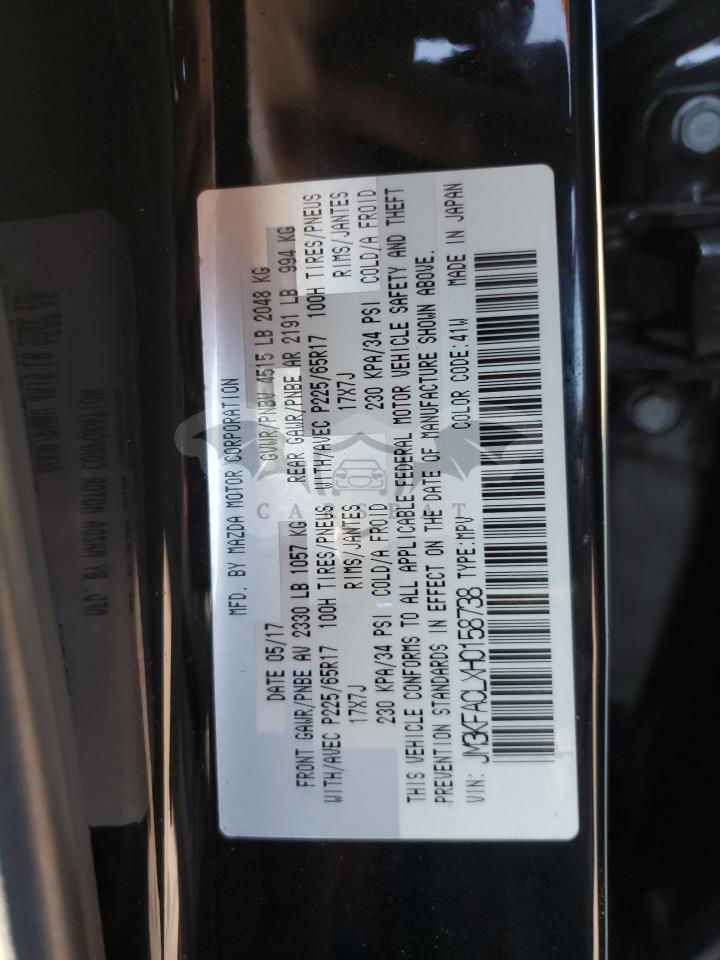 MFD. BY MAZDA MOTOR CORPORATION
DATE 05/17 GVWR/PNBV 4515 LB 2048 KG
FRONT GAWR/PNBE AV 2330 LB 1057 KG REAR GAWR/PNBE AR 2191 LB 994 KG
WITH/AVEC P225/65R17 100H TIRES/PNEUS WITH/AVEC P225/65R17 100H TIRES/PNEUS
17X7J RIMS/JANTES 17X7J RIMS/JANTES
230 KPA/34 PSI COLD/A FROID 230 KPA/34 PSI COLD/A FROID
THIS VEHICLE CONFORMS TO ALL APPLICABLE FEDERAL MOTOR VEHICLE SAFETY AND THEFT
PREVENTION STANDARDS IN EFFECT ON THE DATE OF MANUFACTURE SHOWN ABOVE.
VIN: JM3KFACLXH0158738 TYPE:MPV COLOR CODE:41W MADE IN JAPAN